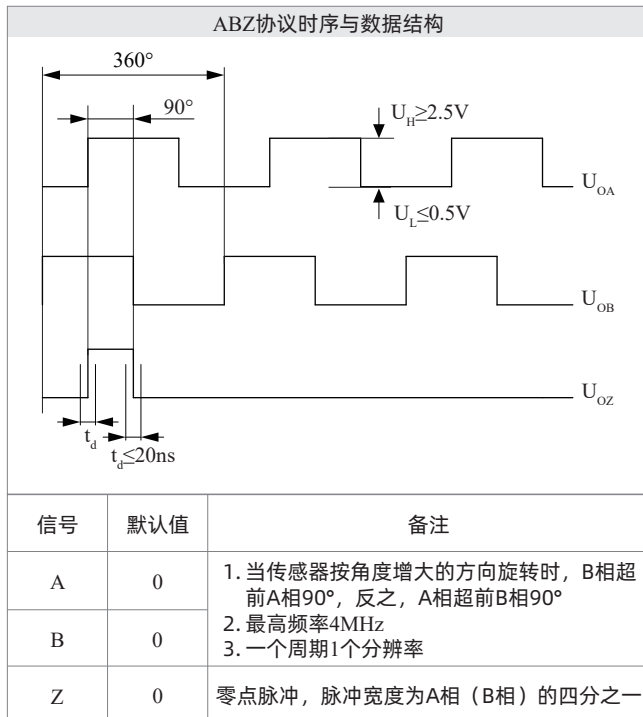 ABZ协议时序与数据结构
360°
90°
U_H≥2.5V
U_OA
U_L≤0.5V
U_OB
U_OZ
t_d
t_d≤20ns
信号 默认值 备注
A 0
1. 当传感器按角度增大的方向旋转时，B相超
前A相90°，反之，A相超前B相90°
B 0
2. 最高频率4MHz
3. 一个周期1个分辨率
Z 0 零点脉冲，脉冲宽度为A相（B相）的四分之一